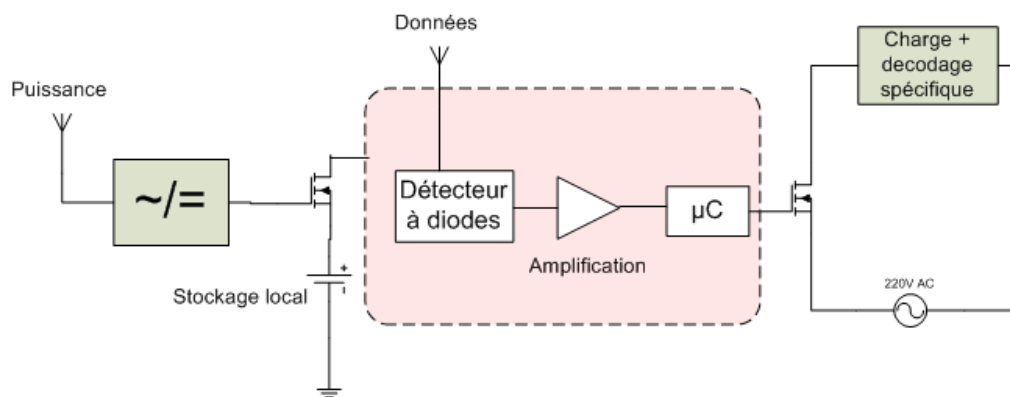 Données
Puissance
Charge +
decodage
spécifique
~/=
Détecteur
à diodes
µC
Amplification
+
-
Stockage local
220V AC